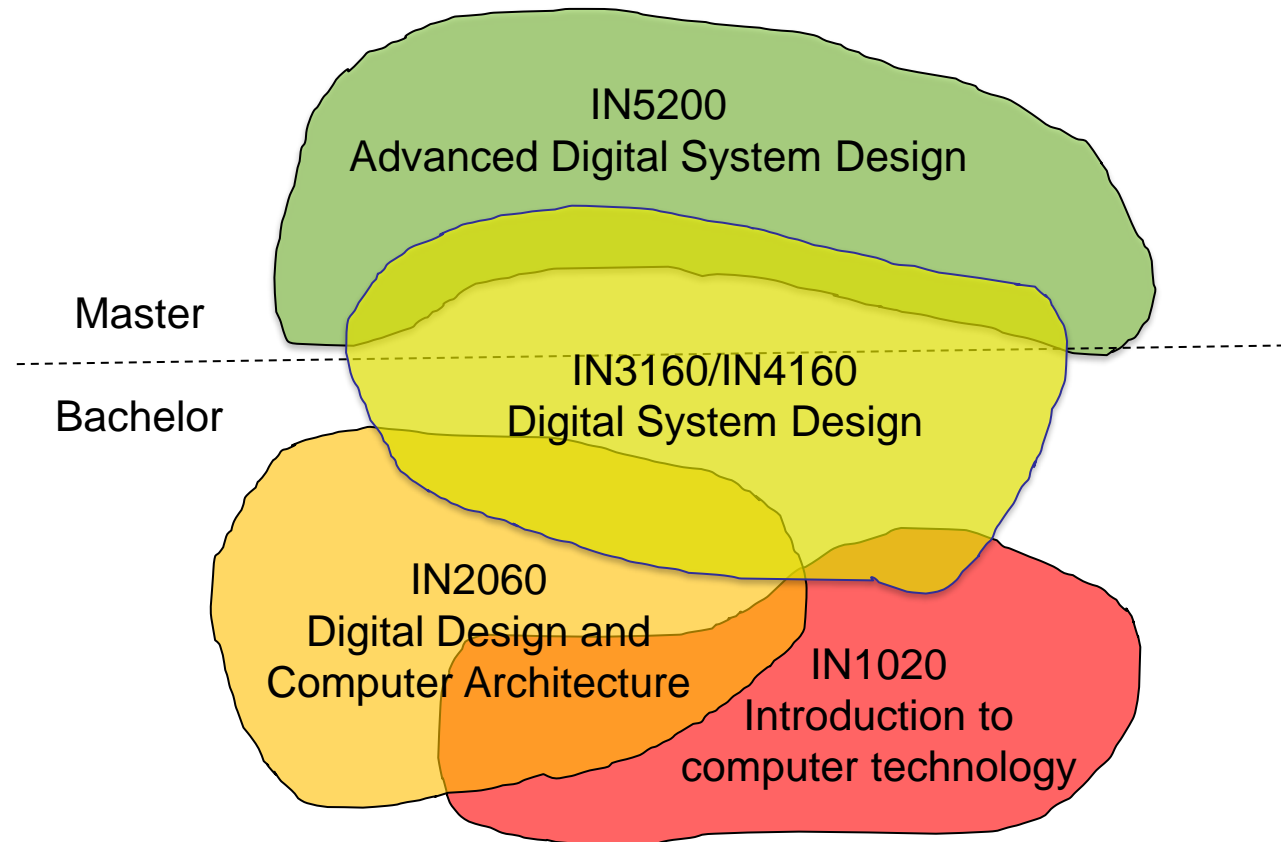 IN5200
Advanced Digital System Design
Master
IN3160/IN4160
Bachelor
Digital System Design
IN2060
Digital Design and
Computer Architecture
IN1020
Introduction to
computer technology